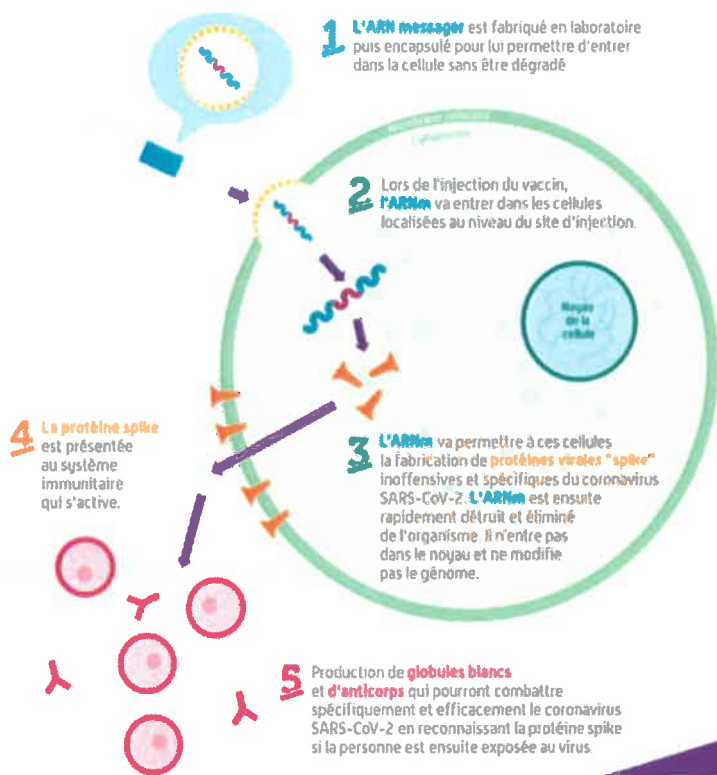 1 L'ARN messager est fabriqué en laboratoire
puis encapsulé pour lui permettre d'entrer
dans la cellule sans être dégradé
Membrane cellulaire
Cytoplasme
2 Lors de l'injection du vaccin,
l'ARNm va entrer dans les cellules
localisées au niveau du site d'injection.
Noyau
de la
cellule
3 L'ARNm va permettre à ces cellules
la fabrication de protéines virales "spike"
inoffensives et spécifiques du coronavirus
SARS-CoV-2. L'ARNm est ensuite
rapidement détruit et éliminé
de l'organisme. Il n'entre pas
dans le noyau et ne modifie
pas le génome.
4 La protéine spike
est présentée
au système
immunitaire
qui s'active.
5 Production de globules blancs
et d'anticorps qui pourront combattre
spécifiquement et efficacement le coronavirus
SARS-CoV-2 en reconnaissant la protéine spike
si la personne est ensuite exposée au virus.